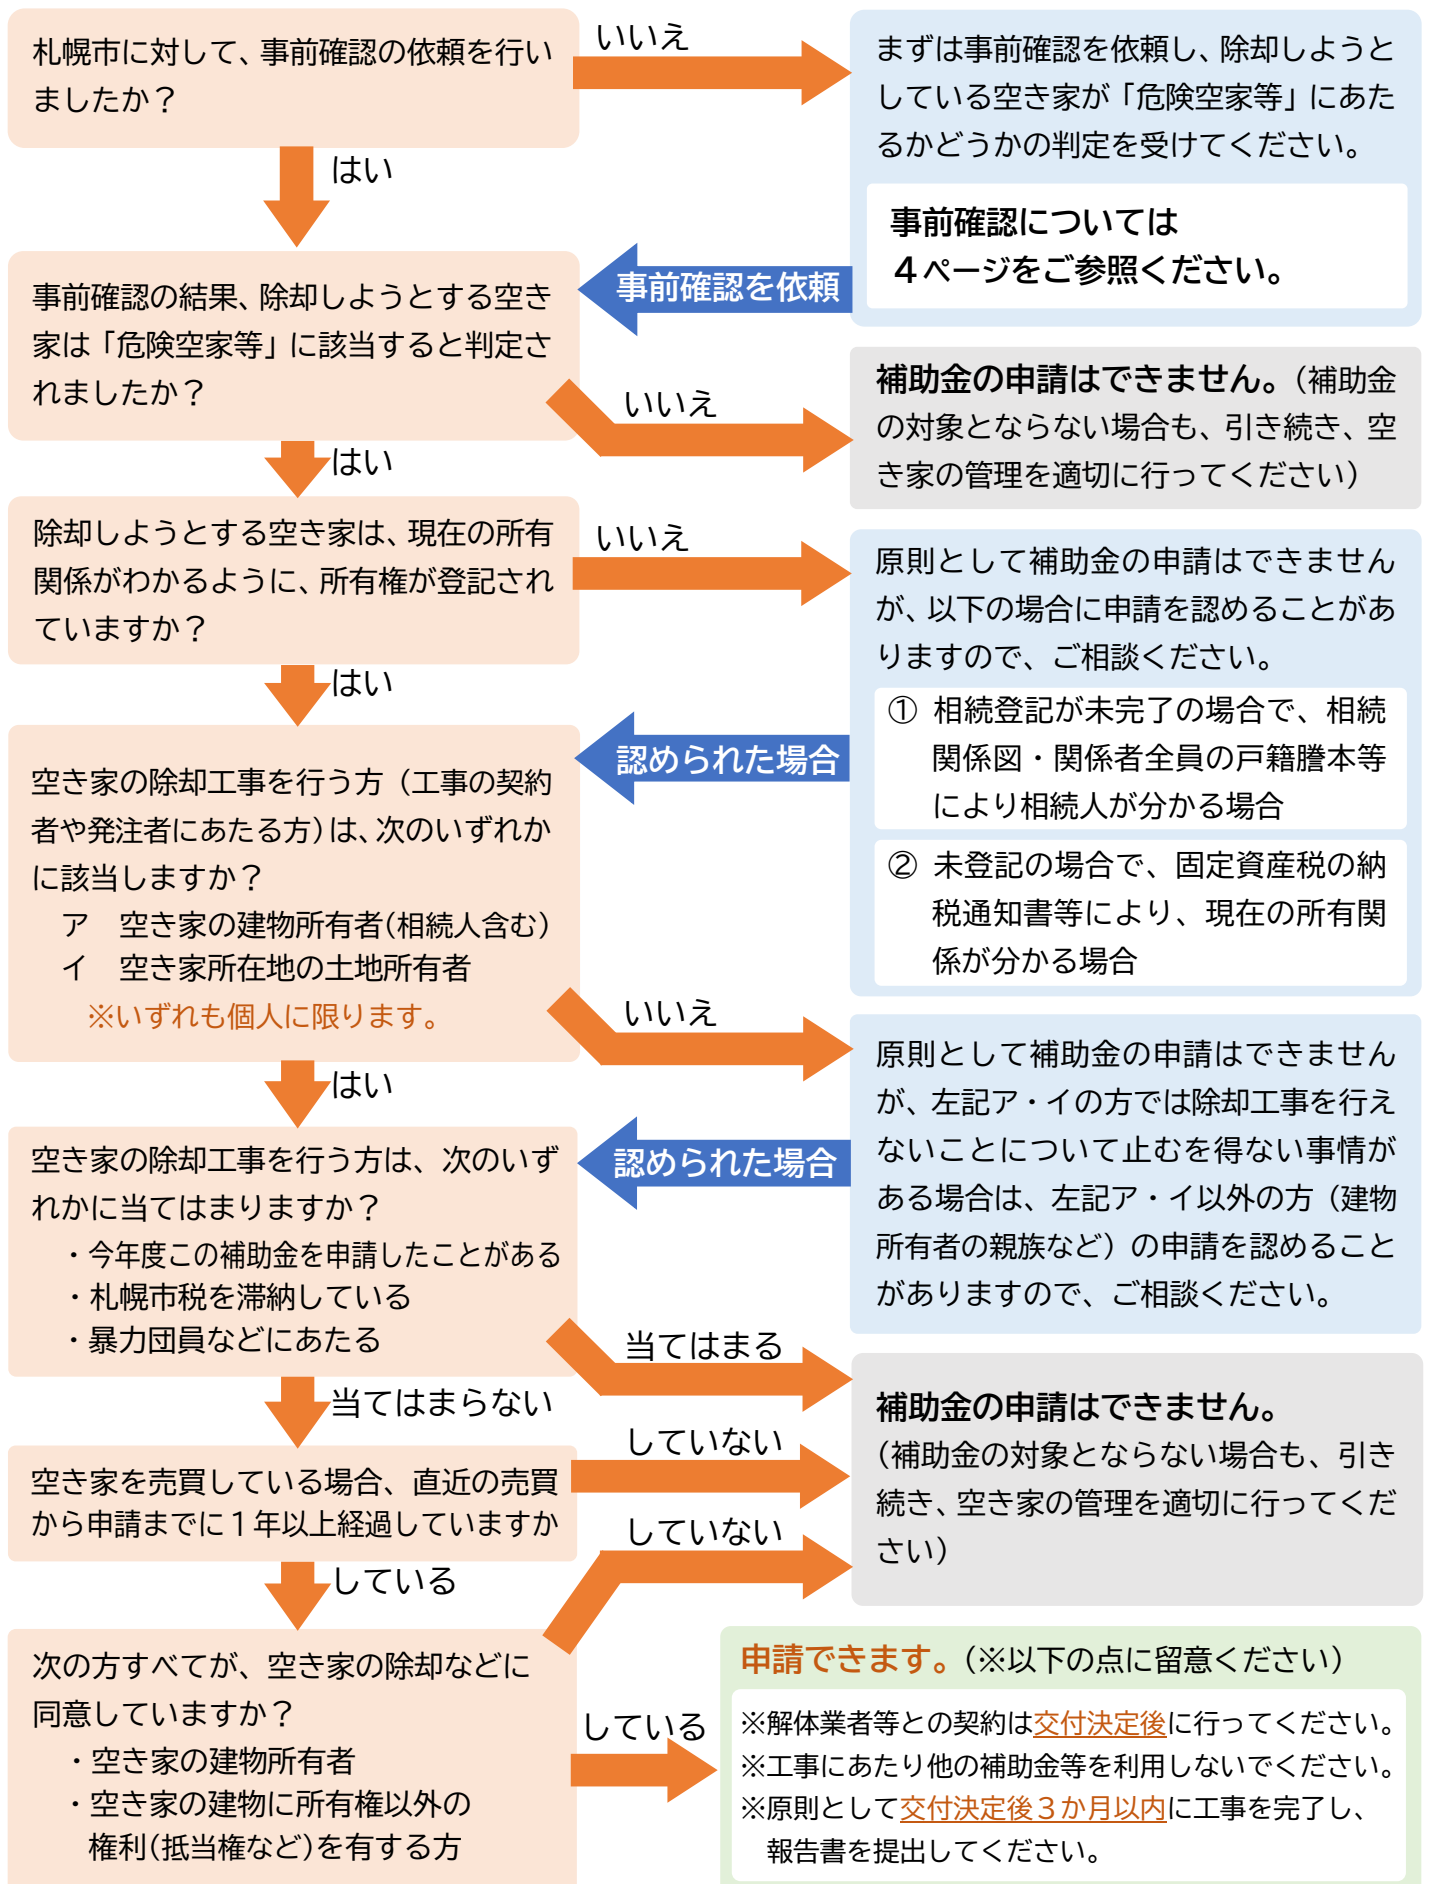 札幌市に対して、事前確認の依頼を行い
ましたか？
いいえ
まずは事前確認を依頼し、除却しようと
している空き家が「危険空家等」にあた
るかどうかの判定を受けてください。
事前確認については
４ページをご参照ください。
はい
事前確認を依頼
事前確認の結果、除却しようとする空き
家は「危険空家等」に該当すると判定さ
れましたか？
いいえ
補助金の申請はできません。（補助金
の対象とならない場合も、引き続き、空
き家の管理を適切に行ってください）
はい
除却しようとする空き家は、現在の所有
関係がわかるように、所有権が登記され
ていますか？
いいえ
原則として補助金の申請はできません
が、以下の場合に申請を認めることがあ
りますので、ご相談ください。
① 相続登記が未完了の場合で、相続
関係図・関係者全員の戸籍謄本等
により相続人が分かる場合
② 未登記の場合で、固定資産税の納
税通知書等により、現在の所有関
係が分かる場合
はい
認められた場合
空き家の除却工事を行う方（工事の契約
者や発注者にあたる方）は、次のいずれか
に該当しますか？
ア　空き家の建物所有者（相続人含む）
イ　空き家所在地の土地所有者
※いずれも個人に限ります。
いいえ
原則として補助金の申請はできません
が、左記ア・イの方では除却工事を行え
ないことについて止むを得ない事情が
ある場合は、左記ア・イ以外の方（建物
所有者の親族など）の申請を認めること
がありますので、ご相談ください。
はい
認められた場合
空き家の除却工事を行う方は、次のいず
れかに当てはまりますか？
・今年度この補助金を申請したことがある
・札幌市税を滞納している
・暴力団員などにあたる
当てはまる
補助金の申請はできません。
（補助金の対象とならない場合も、引き
続き、空き家の管理を適切に行ってくだ
さい）
当てはまらない
空き家を売買している場合、直近の売買
から申請までに１年以上経過していますか
していない
していない
している
次の方すべてが、空き家の除却などに
同意していますか？
・空き家の建物所有者
・空き家の建物に所有権以外の
権利（抵当権など）を有する方
している
申請できます。（※以下の点に留意ください）
※解体業者等との契約は交付決定後に行ってください。
※工事にあたり他の補助金等を利用しないでください。
※原則として交付決定後３か月以内に工事を完了し、
報告書を提出してください。